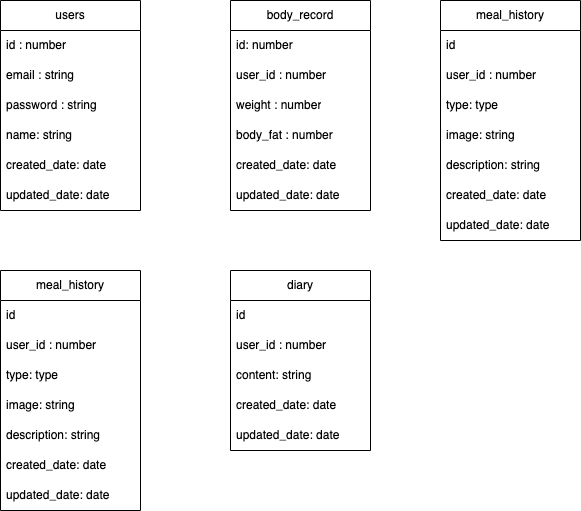 users
id : number
email : string
password : string
name: string
created_date: date
updated_date: date
body_record
id: number
user_id : number
weight : number
body_fat : number
created_date: date
updated_date: date
meal_history
id
user_id : number
type: type
image: string
description: string
created_date: date
updated_date: date
meal_history
id
user_id : number
type: type
image: string
description: string
created_date: date
updated_date: date
diary
id
user_id : number
content: string
created_date: date
updated_date: date